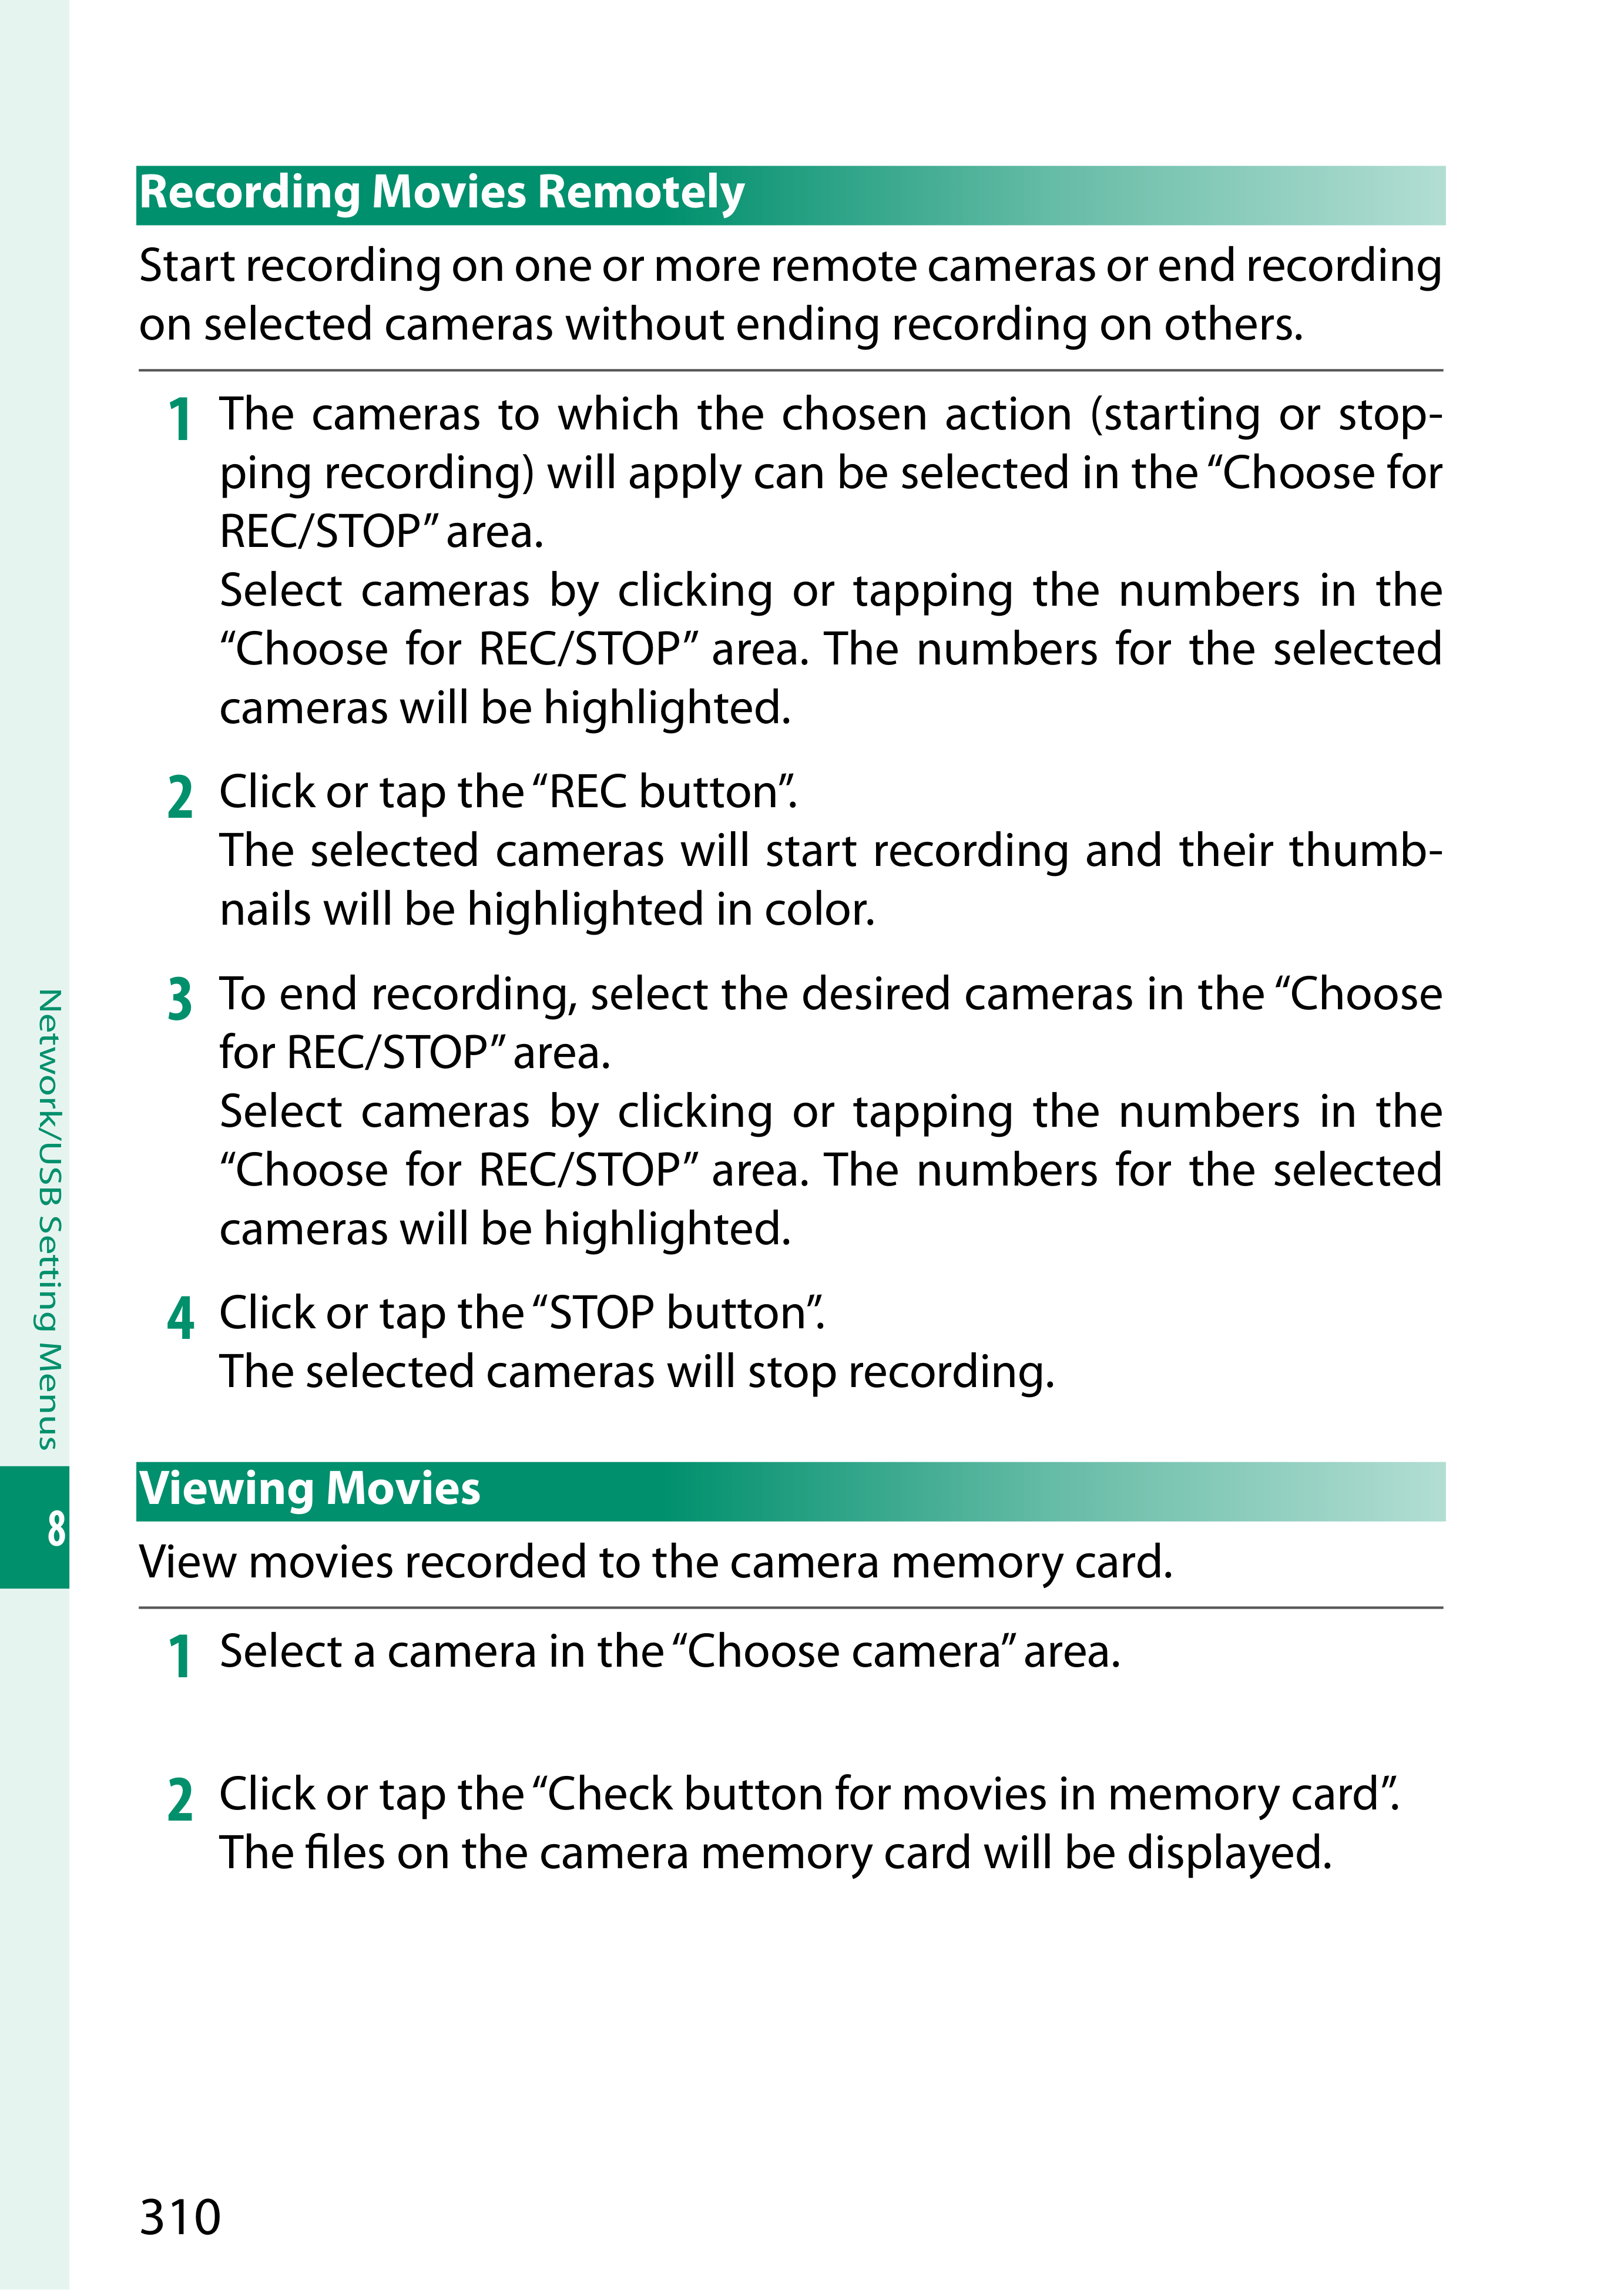 Recording Movies Remotely
Start recording on one or more remote cameras or end recording
on selected cameras without ending recording on others.
1 The cameras to which the chosen action (starting or stop-
ping recording) will apply can be selected in the “Choose for
REC/STOP” area.
Select cameras by clicking or tapping the numbers in the
“Choose for REC/STOP” area. The numbers for the selected
cameras will be highlighted.
2 Click or tap the “REC button”.
The selected cameras will start recording and their thumb-
nails will be highlighted in color.
3 To end recording, select the desired cameras in the “Choose
for REC/STOP” area.
Select cameras by clicking or tapping the numbers in the
“Choose for REC/STOP” area. The numbers for the selected
cameras will be highlighted.
4 Click or tap the “STOP button”.
The selected cameras will stop recording.
Viewing Movies
View movies recorded to the camera memory card.
1 Select a camera in the “Choose camera” area.
2 Click or tap the “Check button for movies in memory card”.
The files on the camera memory card will be displayed.
Network/USB Setting Menus
8
310